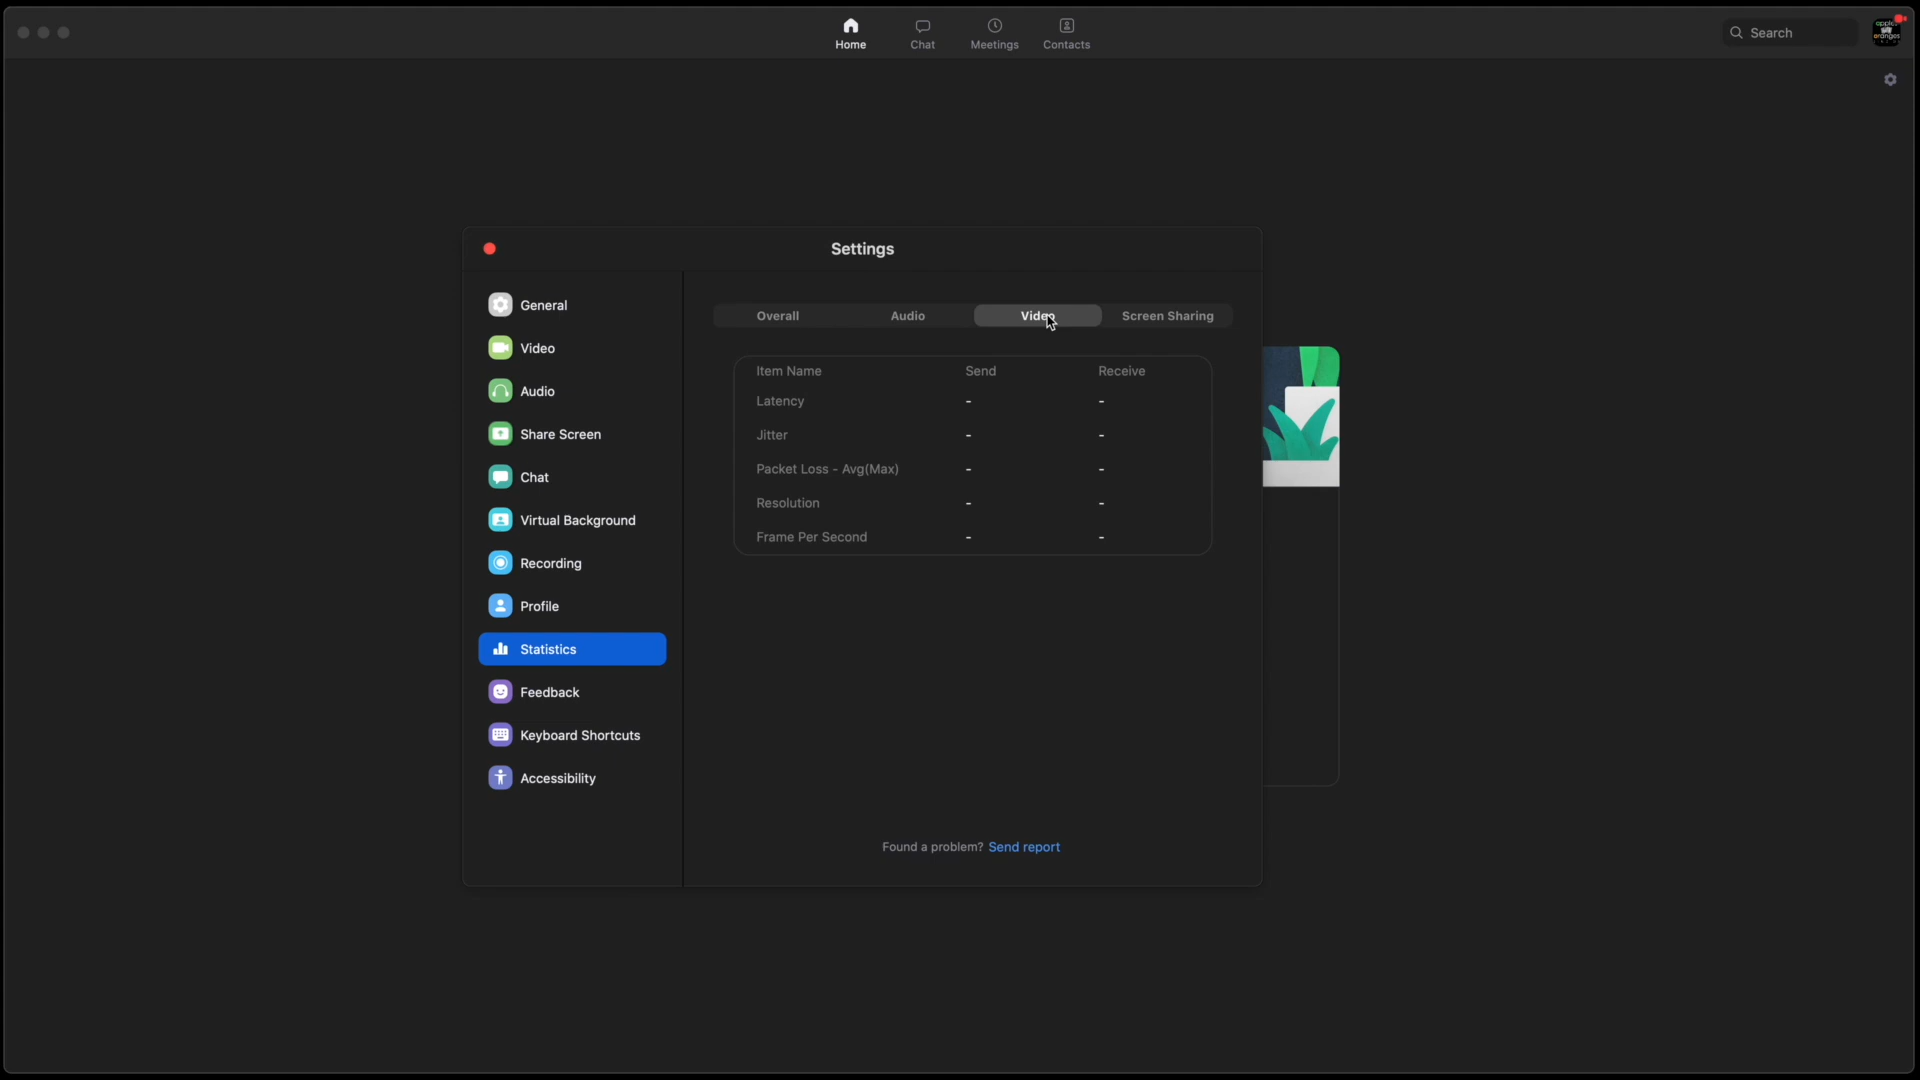 Home
Chat
Meetings
Contacts
Search
Settings
General
Video
Audio
Share Screen
Chat
Virtual Background
Recording
Profile
Statistics
Feedback
Keyboard Shortcuts
Accessibility
Overall Audio Video Screen Sharing
Item Name Send Receive
Latency - -
Jitter - -
Packet Loss - Avg(Max) - -
Resolution - -
Frame Per Second - -
Found a problem? Send report